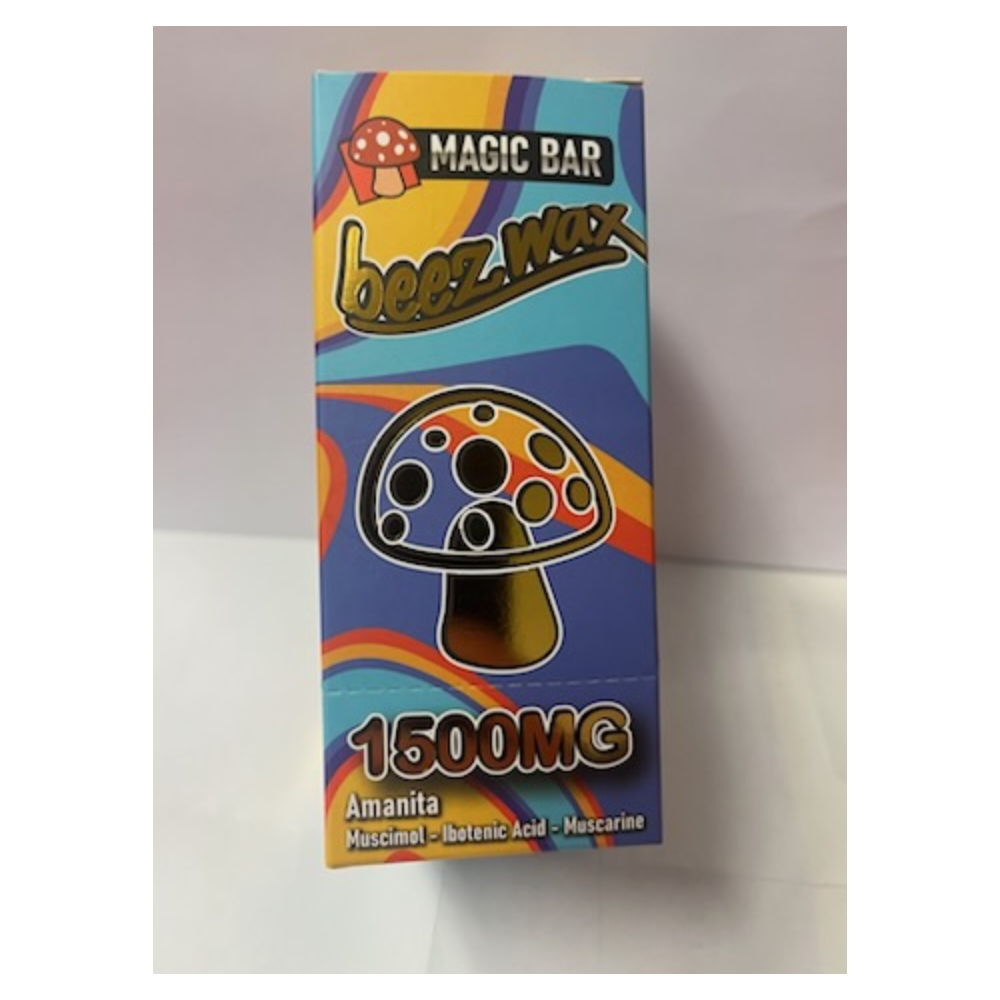 MAGIC BAR
beez wax
1500MG
Amanita
Muscimol - Ibotenic Acid - Muscarine